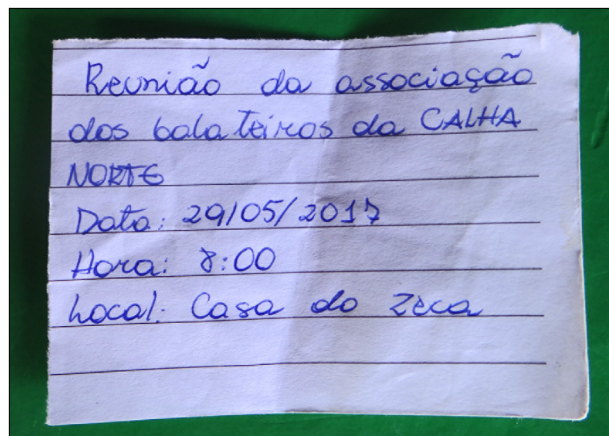 Reunião da associação
dos balateiros da CALHA
NORTE
Data: 29/05/2017
Hora: 8:00
Local: Casa do Zeca